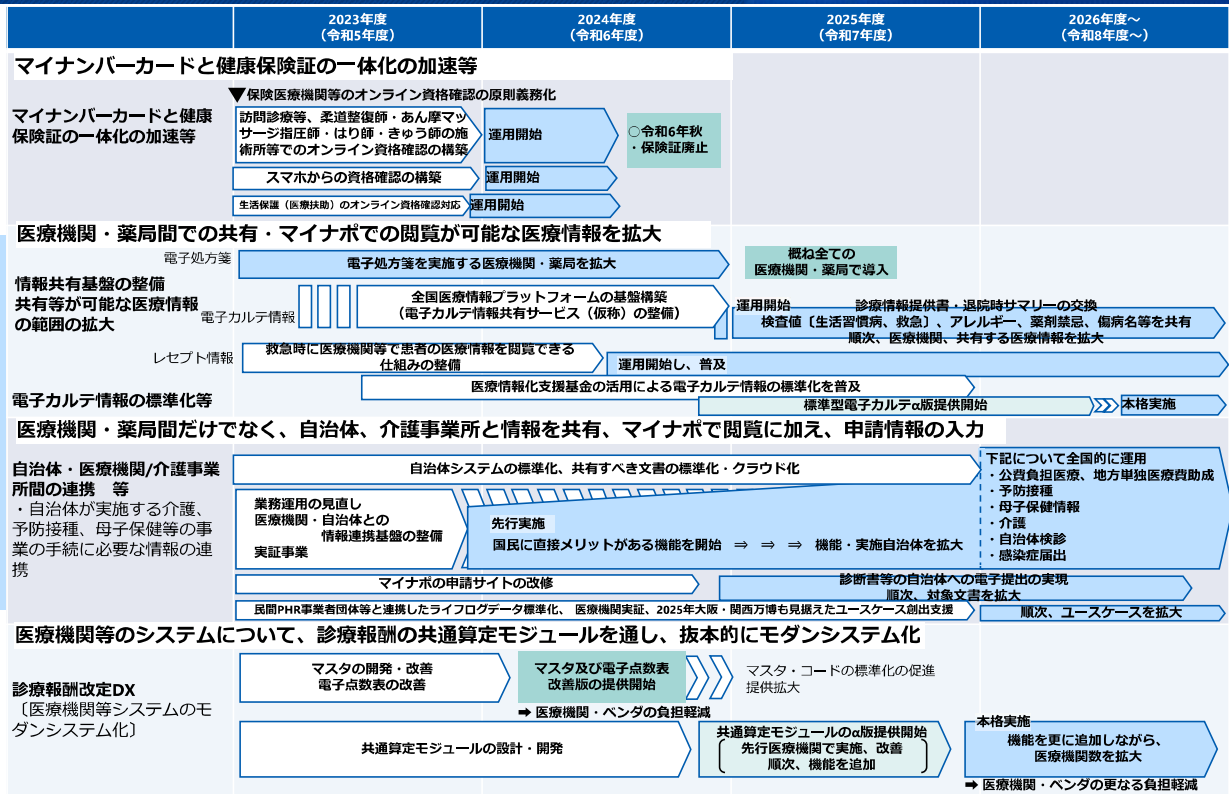 2023年度
（令和5年度）
2024年度
（令和6年度）
2025年度
（令和7年度）
2026年度～
（令和8年度～）
マイナンバーカードと健康保険証の一体化の加速等
マイナンバーカードと健康
保険証の一体化の加速等
▼保険医療機関等のオンライン資格確認の原則義務化
訪問診療等、柔道整復師・あん摩マッ
サージ指圧師・はり師・きゅう師の施
術所等でのオンライン資格確認の構築
運用開始
○令和6年秋
・保険証廃止
スマホからの資格確認の構築
運用開始
生活保護（医療扶助）のオンライン資格確認対応
運用開始
医療機関・薬局間での共有・マイナポでの閲覧が可能な医療情報を拡大
情報共有基盤の整備
共有等が可能な医療情報
の範囲の拡大
電子処方箋
電子処方箋を実施する医療機関・薬局を拡大
概ね全ての
医療機関・薬局で導入
電子カルテ情報
全国医療情報プラットフォームの基盤構築
（電子カルテ情報共有サービス（仮称）の整備）
運用開始
診療情報提供書・退院時サマリーの交換
検査値〔生活習慣病、救急〕、アレルギー、薬剤禁忌、傷病名等を共有
順次、医療機関、共有する医療情報を拡大
レセプト情報
救急時に医療機関等で患者の医療情報を閲覧できる
仕組みの整備
運用開始し、普及
電子カルテ情報の標準化等
医療情報化支援基金の活用による電子カルテ情報の標準化を普及
標準型電子カルテα版提供開始
本格実施
医療機関・薬局間だけでなく、自治体、介護事業所と情報を共有、マイナポで閲覧に加え、申請情報の入力
自治体・医療機関/介護事業
所間の連携　等
・自治体が実施する介護、
予防接種、母子保健等の事
業の手続に必要な情報の連
携
自治体システムの標準化、共有すべき文書の標準化・クラウド化
業務運用の見直し
医療機関・自治体との
情報連携基盤の整備
実証事業
先行実施
国民に直接メリットがある機能を開始　⇒　⇒　⇒　機能・実施自治体を拡大
下記について全国的に運用
・公費負担医療、地方単独医療費助成
・予防接種
・母子保健情報
・介護
・自治体検診
・感染症届出
マイナポの申請サイトの改修
診断書等の自治体への電子提出の実現
順次、対象文書を拡大
民間PHR事業者団体等と連携したライフログデータ標準化、 医療機関実証、2025年大阪・関西万博も見据えたユースケース創出支援
順次、ユースケースを拡大
医療機関等のシステムについて、診療報酬の共通算定モジュールを通し、抜本的にモダンシステム化
診療報酬改定DX
〔医療機関等システムのモ
ダンシステム化〕
マスタの開発・改善
電子点数表の改善
マスタ及び電子点数表
改善版の提供開始
マスタ・コードの標準化の促進
提供拡大
➡ 医療機関・ベンダの負担軽減
共通算定モジュールの設計・開発
共通算定モジュールのα版提供開始
先行医療機関で実施、改善
順次、機能を追加
本格実施
機能を更に追加しながら、
医療機関数を拡大
➡ 医療機関・ベンダの更なる負担軽減